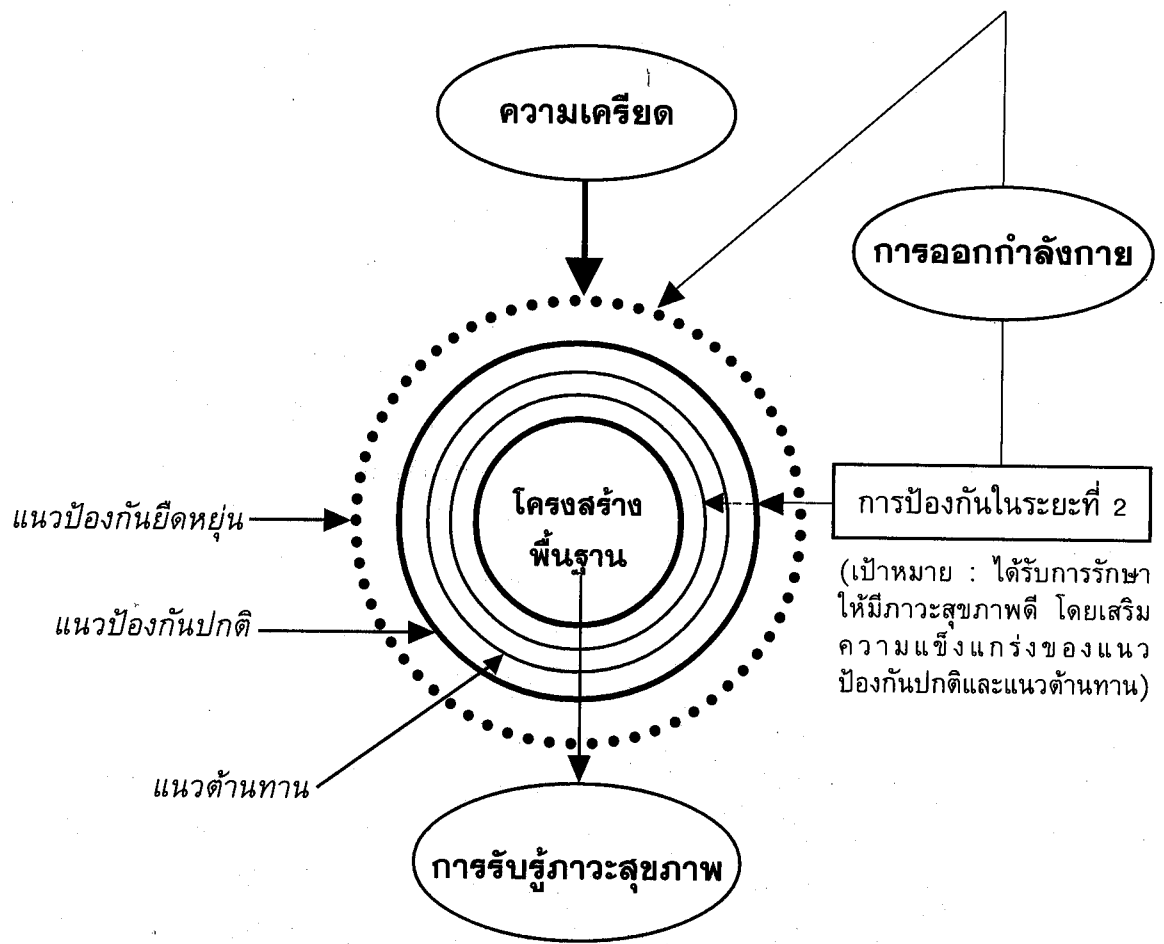 ความเครียด
การออกกำลังกาย
โครงสร้าง
พื้นฐาน
การป้องกันในระยะที่ 2
(เป้าหมาย : ได้รับการรักษา
ให้มีภาวะสุขภาพดี โดยเสริม
ความแข็งแกร่งของแนว
ป้องกันปกติและแนวต้านทาน)
แนวป้องกันยืดหยุ่น
แนวป้องกันปกติ
แนวต้านทาน
การรับรู้ภาวะสุขภาพ